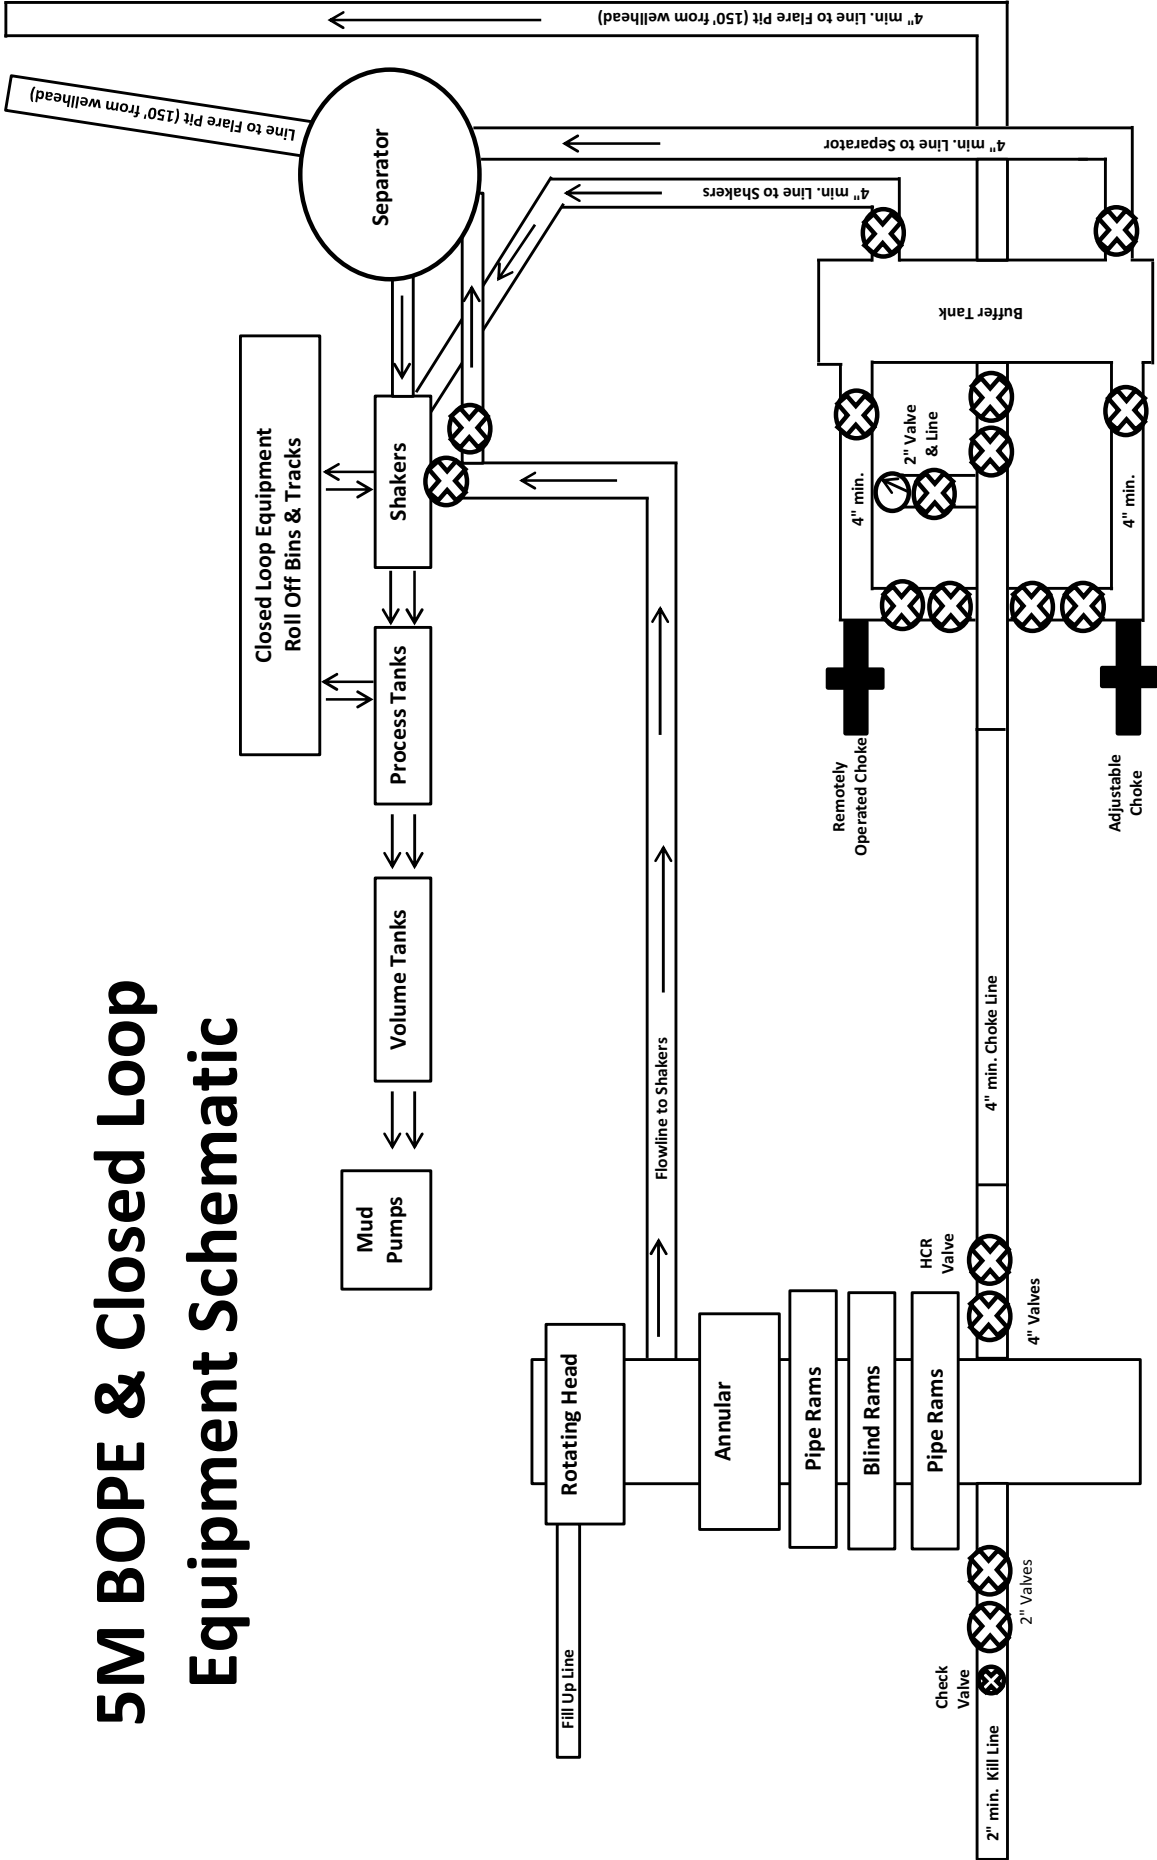 5M BOPE & Closed Loop
Equipment Schematic
Closed Loop Equipment
Roll Off Bins & Tracks
Mud
Pumps
Volume Tanks
Process Tanks
Shakers
Separator
Line to Flare Pit (150' from wellhead)
4" min. Line to Flare Pit (150' from wellhead)
4" min. Line to Separator
4" min. Line to Shakers
Fill Up Line
Rotating Head
Flowline to Shakers
Annular
Pipe Rams
Blind Rams
Pipe Rams
2" min. Kill Line
Check
Valve
2" Valves
HCR
Valve
4" Valves
4" min. Choke Line
Remotely
Operated Choke
Adjustable
Choke
4" min.
2" Valve
& Line
4" min.
Buffer Tank